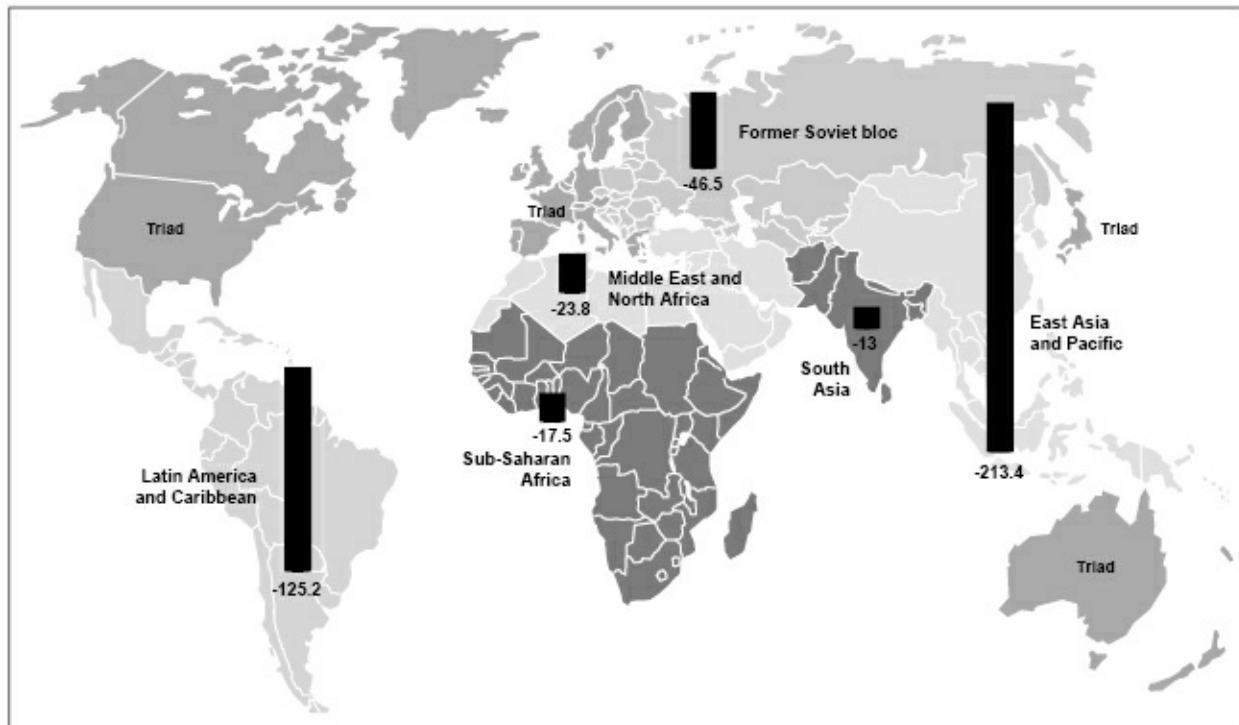 Former Soviet bloc
-46.5
Triad
Triad
Triad
Middle East and
North Africa
-23.8
East Asia
and Pacific
-13
South
Asia
-17.5
Sub-Saharan
Africa
Latin America
and Caribbean
-213.4
Triad
-125.2